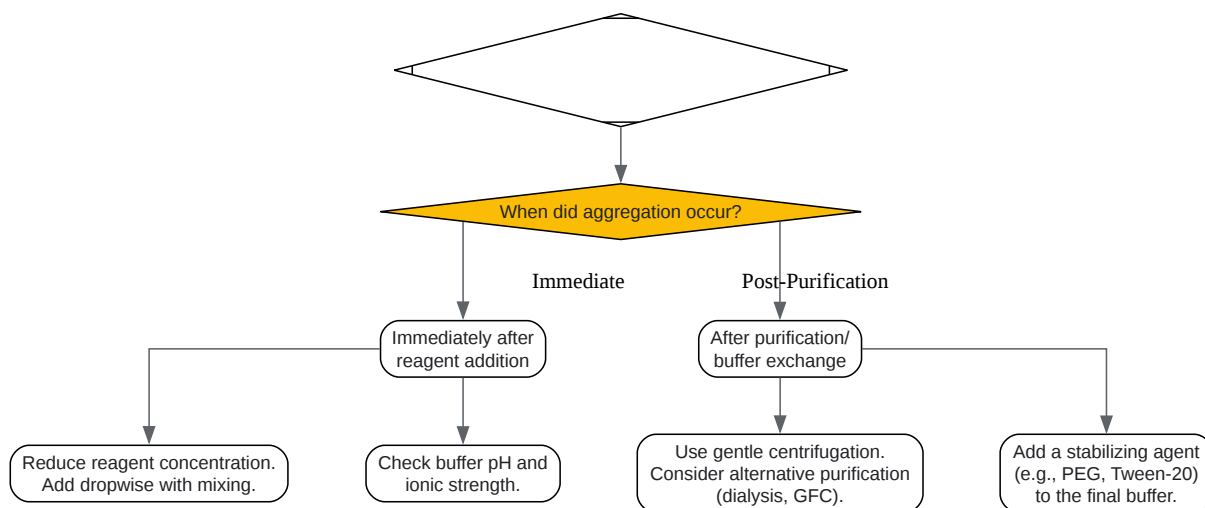 When did aggregation occur?
Immediate
Post-Purification
Immediately after
reagent addition
After purification/
buffer exchange
Reduce reagent concentration.
Add dropwise with mixing.
Check buffer pH and
ionic strength.
Use gentle centrifugation.
Consider alternative purification
(dialysis, GFC).
Add a stabilizing agent
(e.g., PEG, Tween-20)
to the final buffer.